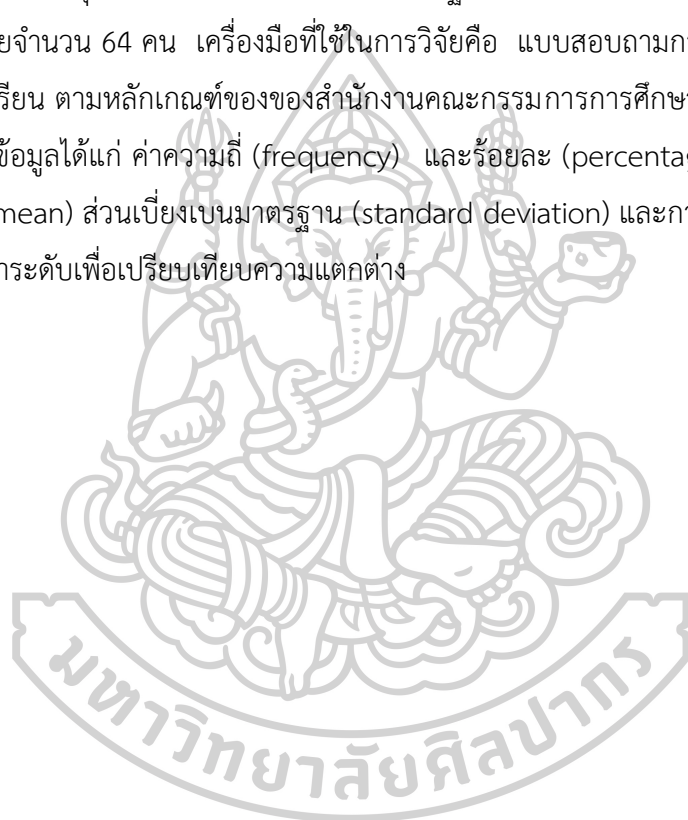 ยจำนวน 64 คน เครื่องมือที่ใช้ในการวิจัยคือ แบบสอบถามก
รียน ตามหลักเกณฑ์ของของสำนักงานคณะกรรมการการศึกษ
ข้อมูลได้แก่ ค่าความถี่ (frequency) และร้อยละ (percentag
mean) ส่วนเบี่ยงเบนมาตรฐาน (standard deviation) และกา
าระดับเพื่อเปรียบเทียบความแตกต่าง
มหาวิทยาลัยศิลปากร